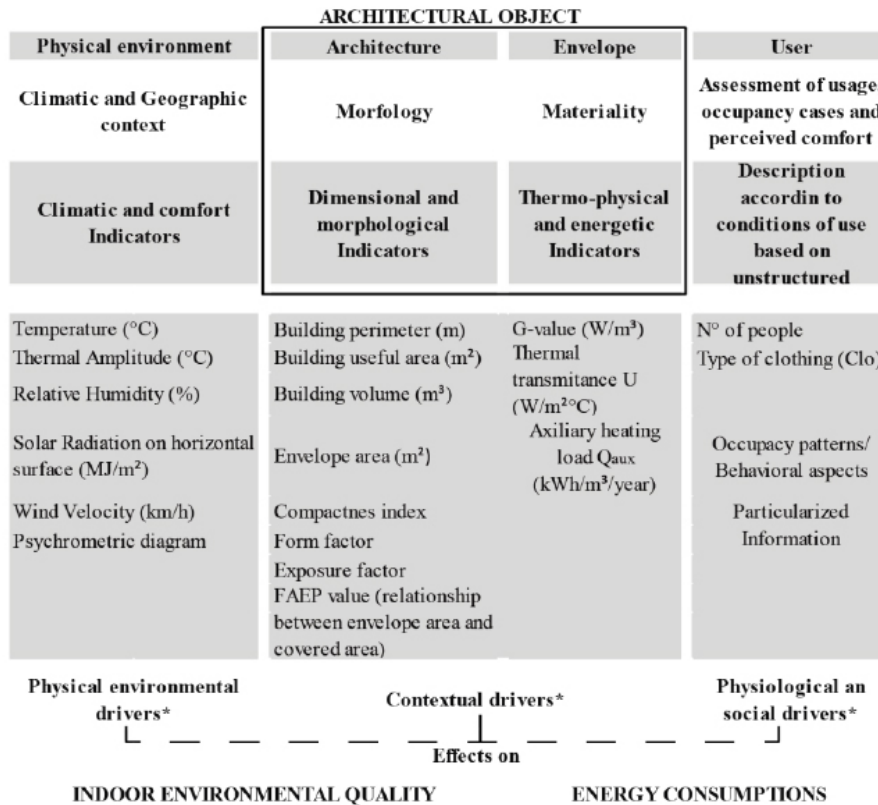 ARCHITECTURAL OBJECT
Physical environment
Architecture
Envelope
User
Climatic and Geographic
context
Morfology
Materiality
Assessment of usage
occupancy cases and
perceived comfort
Climatic and comfort
Indicators
Dimensional and
morphological
Indicators
Thermo-physical
and energetic
Indicators
Description
accordin to
conditions of use
based on
unstructured
Temperature (°C)
Thermal Amplitude (°C)
Relative Humidity (%)
Solar Radiation on horizontal
surface (MJ/m²)
Wind Velocity (km/h)
Psychrometric diagram
Building perimeter (m)
Building useful area (m²)
Building volume (m³)
Envelope area (m²)
Compactnes index
Form factor
Exposure factor
FAEP value (relationship
between envelope area and
covered area)
G-value (W/m³)
Thermal
transmitance U
(W/m²°C)
Axiliary heating
load Qaux
(kWh/m³/year)
N° of people
Type of clothing (Clo)
Occupacy patterns/
Behavioral aspects
Particularized
Information
Physical environmental
drivers*
Contextual drivers*
Physiological an
social drivers*
Effects on
INDOOR ENVIRONMENTAL QUALITY
ENERGY CONSUMPTIONS